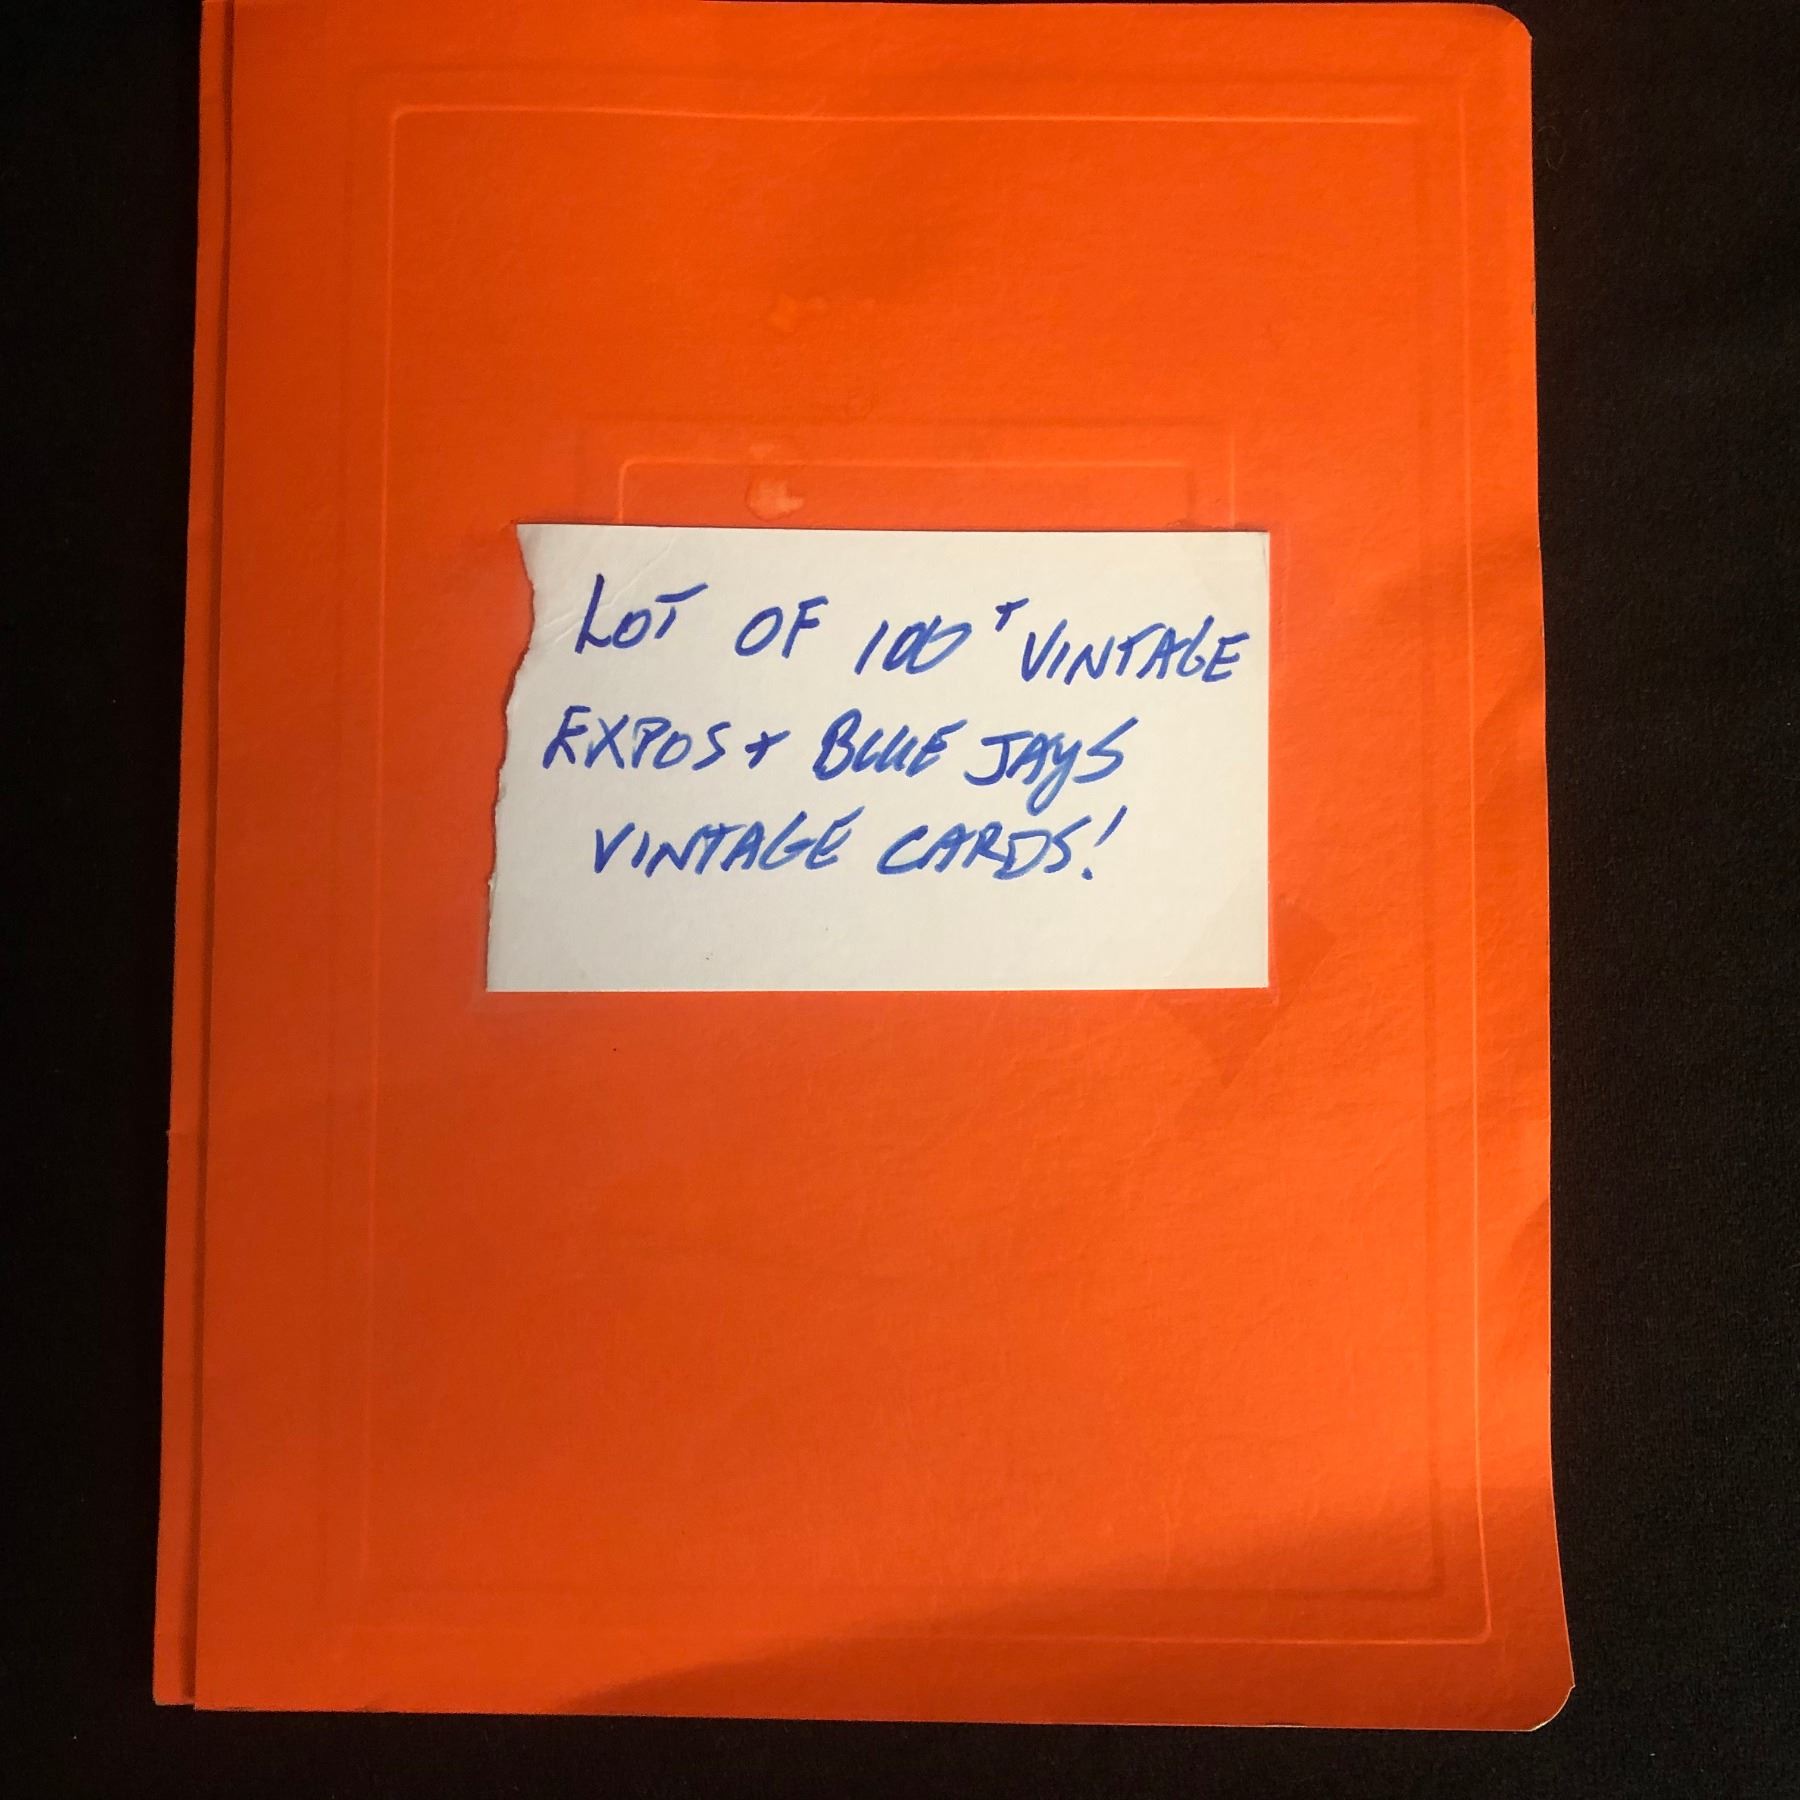 LOT OF 100+ VINTAGE
EXPOS + BLUE JAYS
VINTAGE CARDS!